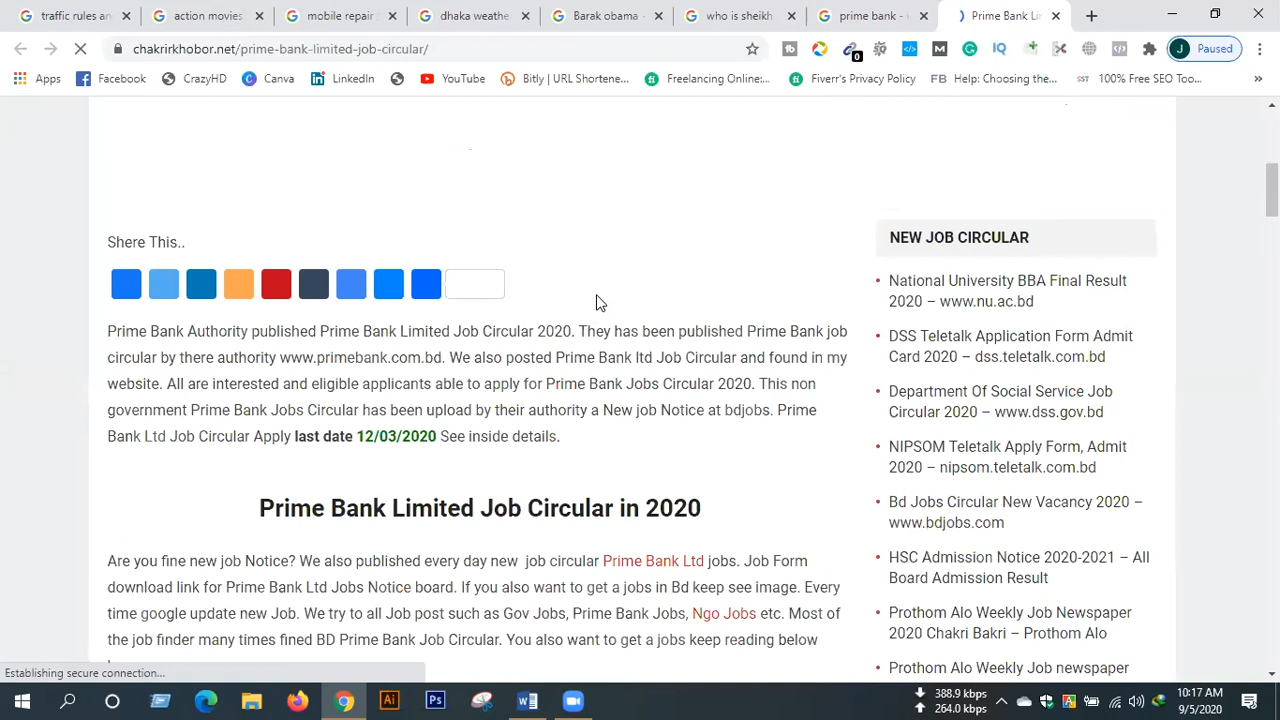 traffic rules an
action movies
mobile repair
dhaka weathe
Barak obama -
who is sheikh
prime bank -
Prime Bank Lir
chakrirkhobor.net/prime-bank-limited-job-circular/
0
J
Paused
Apps
Facebook
CrazyHD
Canva
LinkedIn
YouTube
Bitly | URL Shortene...
Freelancing Online:...
Fiverr's Privacy Policy
FB Help: Choosing the...
SST 100% Free SEO Too...
Shere This..
Prime Bank Authority published Prime Bank Limited Job Circular 2020. They has been published Prime Bank job
circular by there authority www.primebank.com.bd. We also posted Prime Bank ltd Job Circular and found in my
website. All are interested and eligible applicants able to apply for Prime Bank Jobs Circular 2020. This non
government Prime Bank Jobs Circular has been upload by their authority a New job Notice at bdjobs. Prime
Bank Ltd Job Circular Apply last date 12/03/2020 See inside details.
Prime Bank Limited Job Circular in 2020
Are you fine new job Notice? We also published every day new job circular Prime Bank Ltd jobs. Job Form
download link for Prime Bank Ltd Jobs Notice board. If you also want to get a jobs in Bd keep see image. Every
time google update new Job. We try to all Job post such as Gov Jobs, Prime Bank Jobs, Ngo Jobs etc. Most of
the job finder many times fined BD Prime Bank Job Circular. You also want to get a jobs keep reading below
NEW JOB CIRCULAR
National University BBA Final Result
2020 – www.nu.ac.bd
DSS Teletalk Application Form Admit
Card 2020 – dss.teletalk.com.bd
Department Of Social Service Job
Circular 2020 – www.dss.gov.bd
NIPSOM Teletalk Apply Form, Admit
2020 – nipsom.teletalk.com.bd
Bd Jobs Circular New Vacancy 2020 –
www.bdjobs.com
HSC Admission Notice 2020-2021 – All
Board Admission Result
Prothom Alo Weekly Job Newspaper
2020 Chakri Bakri – Prothom Alo
Prothom Alo Weekly Job newspaper
Establishing secure connection...
388.9 kbps
264.0 kbps
10:17 AM
9/5/2020